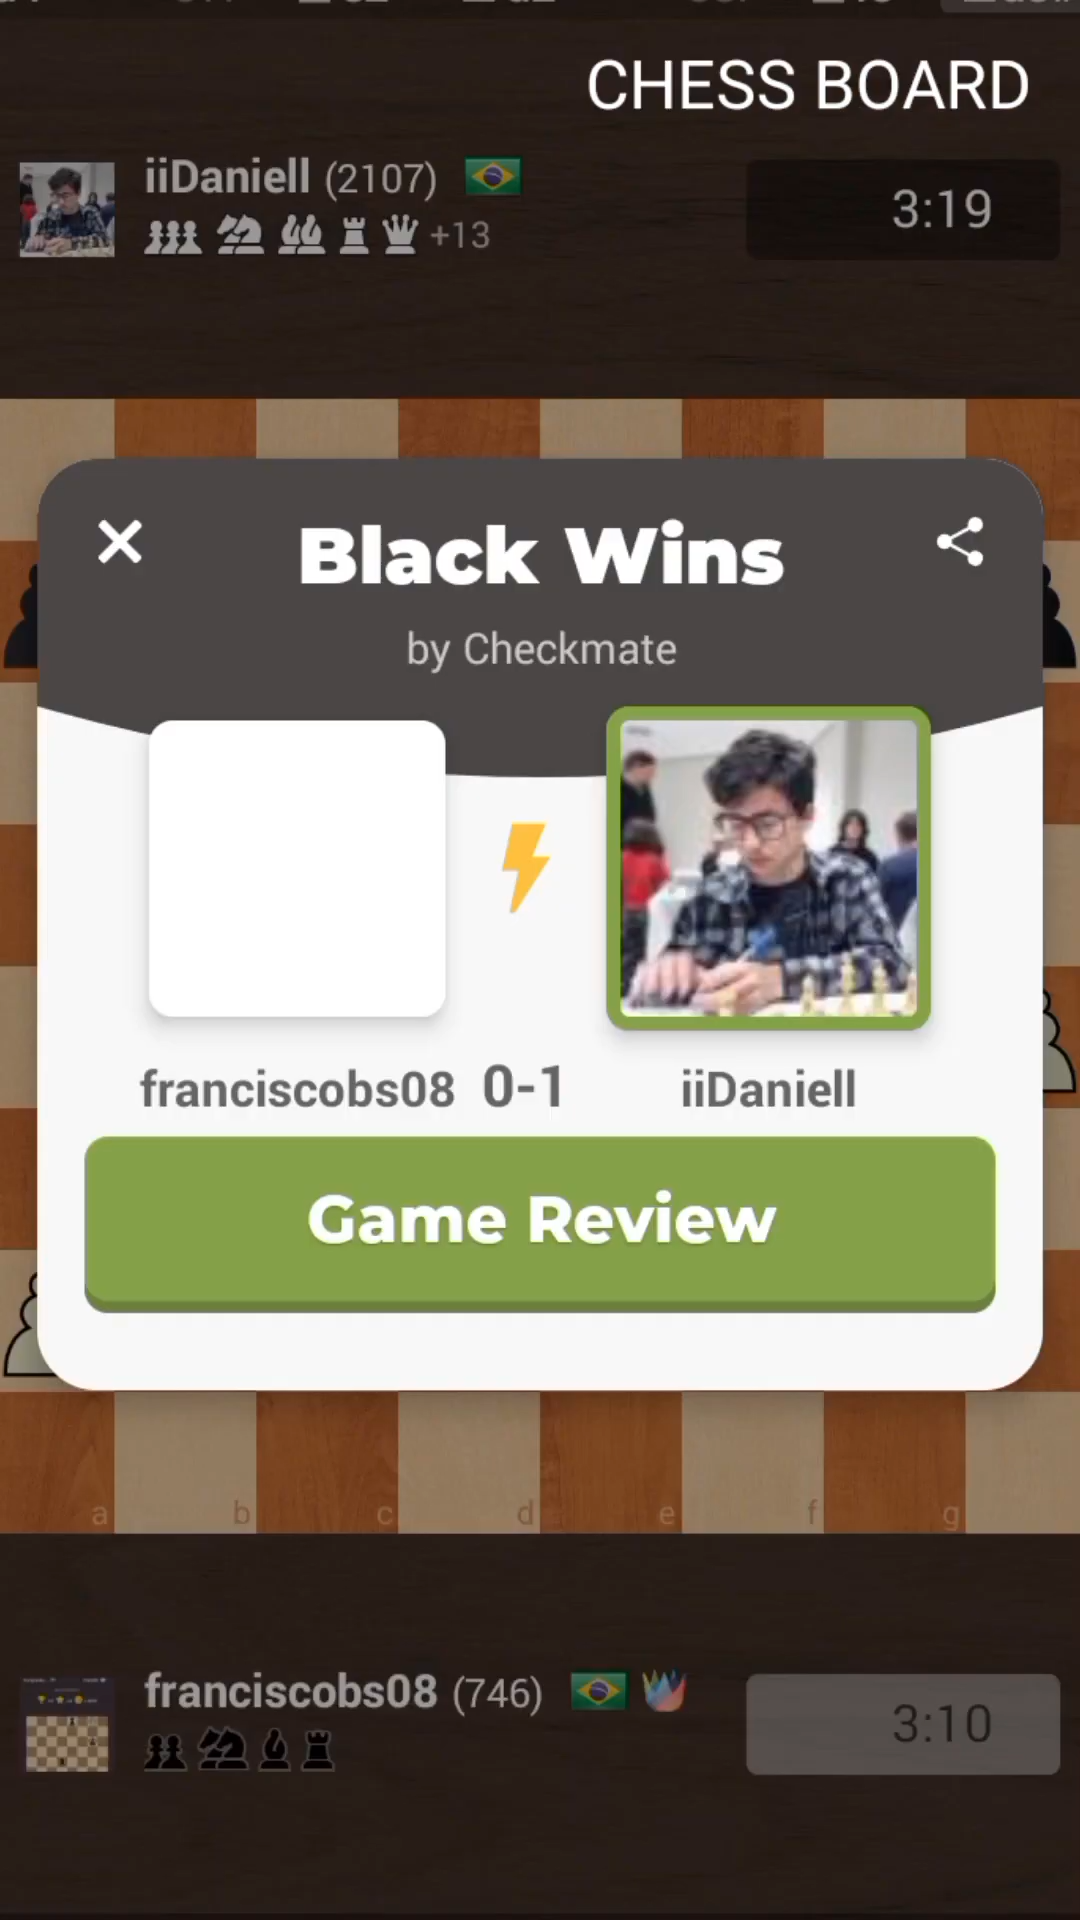 CHESS BOARD
iiDaniell (2107)
+13
3:19
Black Wins
by Checkmate
franciscobs08 0-1 iiDaniell
Game Review
a b c d e f g
franciscobs08 (746)
3:10